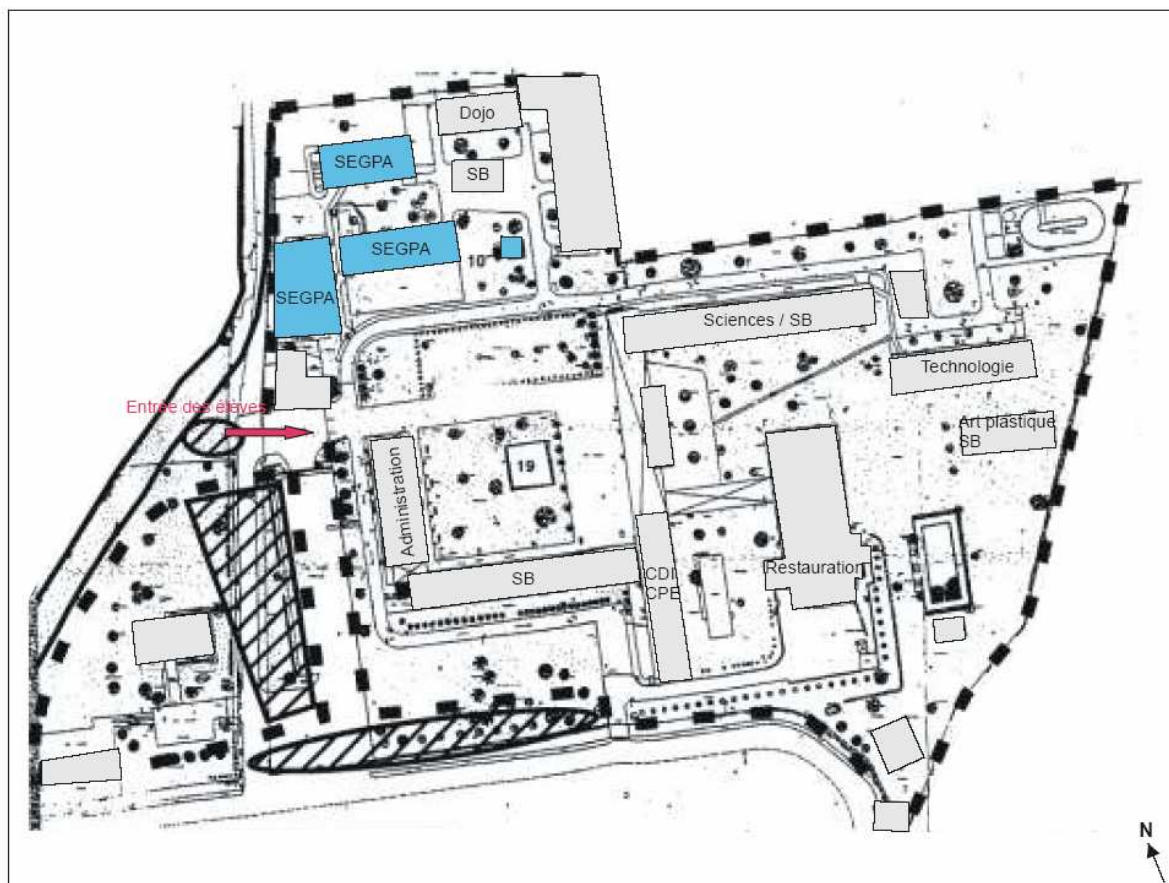 Dojo
SEGPA
SB
SEGPA
10
SEGPA
Sciences / SB
Technologie
Entrée des élèves
Art plastique
SB
Administration
19
SB
CDI
CPE
Restauration
N